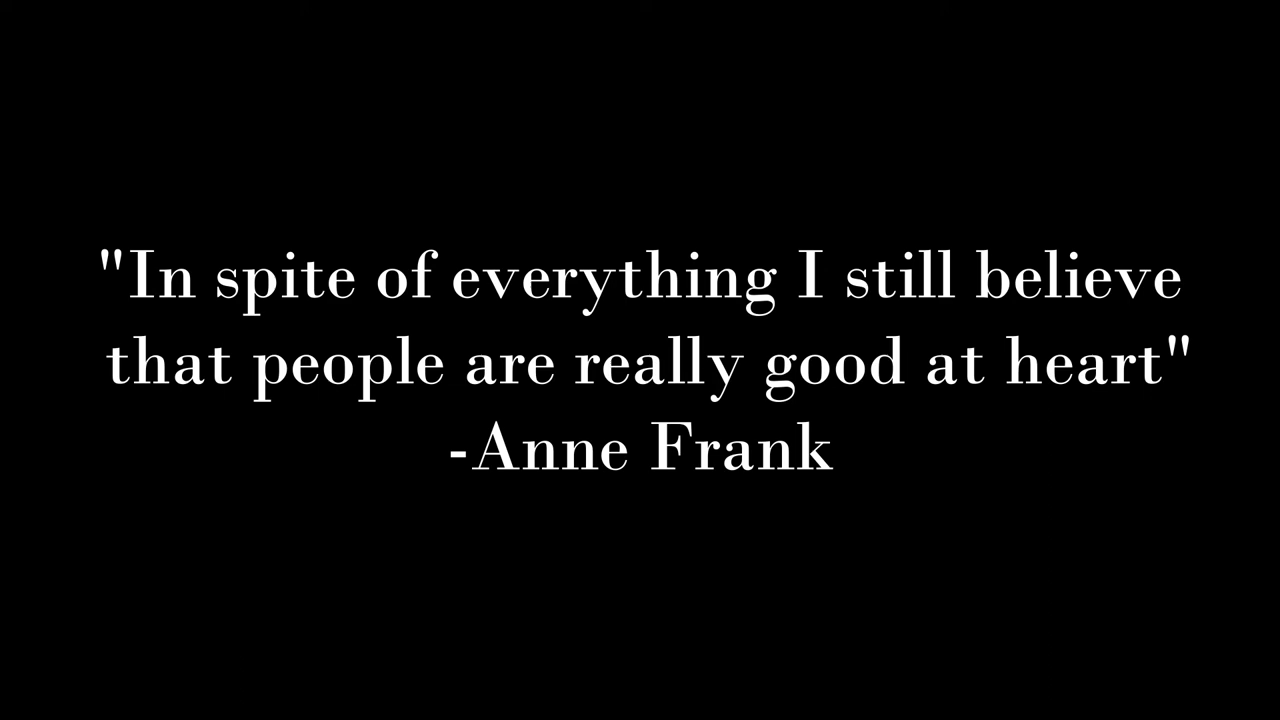 "In spite of everything I still believe
that people are really good at heart"
-Anne Frank